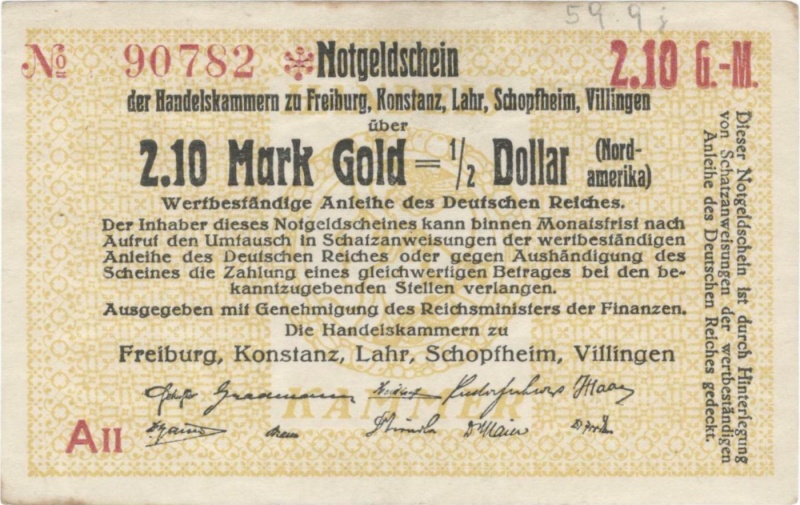 59.9
No 90782 Notgeldschein 2.10 G.-M.
der Handelskammern zu Freiburg, Konstanz, Lahr, Schopfheim, Villingen
über
2.10 Mark Gold = 1/2 Dollar (Nord-
amerika)
Wertbeständige Anleihe des Deutschen Reiches.
Der Inhaber dieses Notgeldscheines kann binnen Monatsfrist nach
Aufruf den Umtausch in Schatzanweisungen der wertbeständigen
Anleihe des Deutschen Reiches oder gegen Aushändigung des
Scheines die Zahlung eines gleichwertigen Betrages bei den be-
kanntzugebenden Stellen verlangen.
Ausgegeben mit Genehmigung des Reichsministers der Finanzen.
Die Handelskammern zu
Freiburg, Konstanz, Lahr, Schopfheim, Villingen
KAMMER
A II
Dieser Notgeldschein ist durch Hinterlegung
von Schatzanweisungen der wertbeständigen
Anleihe des Deutschen Reiches gedeckt.